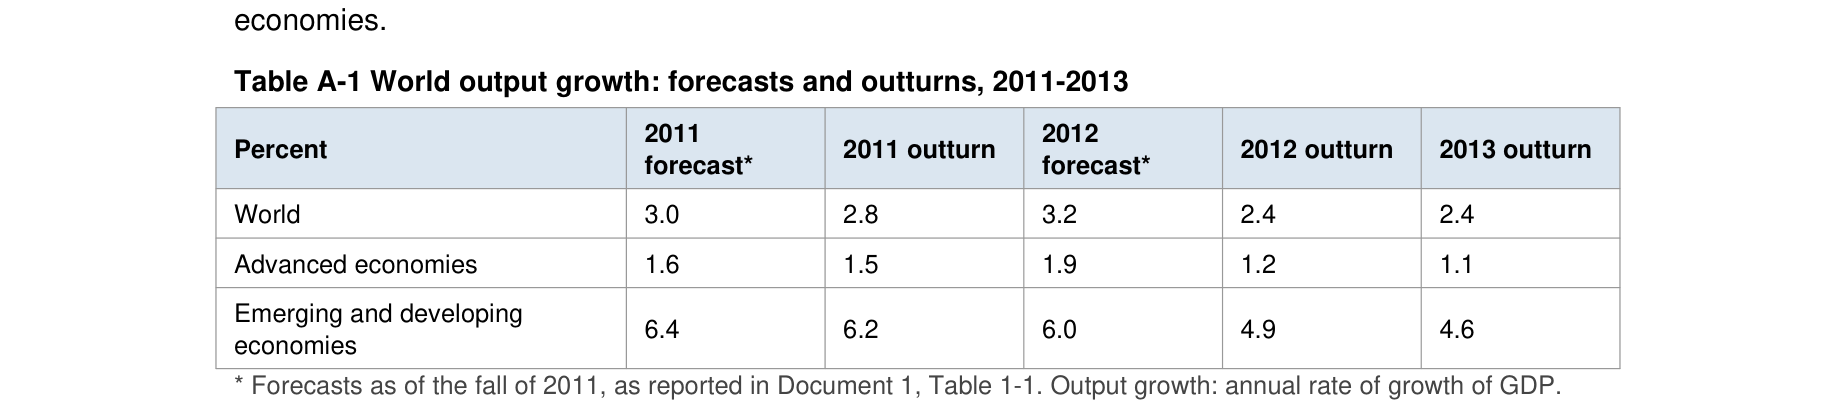 economies.
Table A-1 World output growth: forecasts and outturns, 2011-2013
Percent 2011 forecast* 2011 outturn 2012 forecast* 2012 outturn 2013 outturn
World 3.0 2.8 3.2 2.4 2.4
Advanced economies 1.6 1.5 1.9 1.2 1.1
Emerging and developing economies 6.4 6.2 6.0 4.9 4.6
* Forecasts as of the fall of 2011, as reported in Document 1, Table 1-1. Output growth: annual rate of growth of GDP.